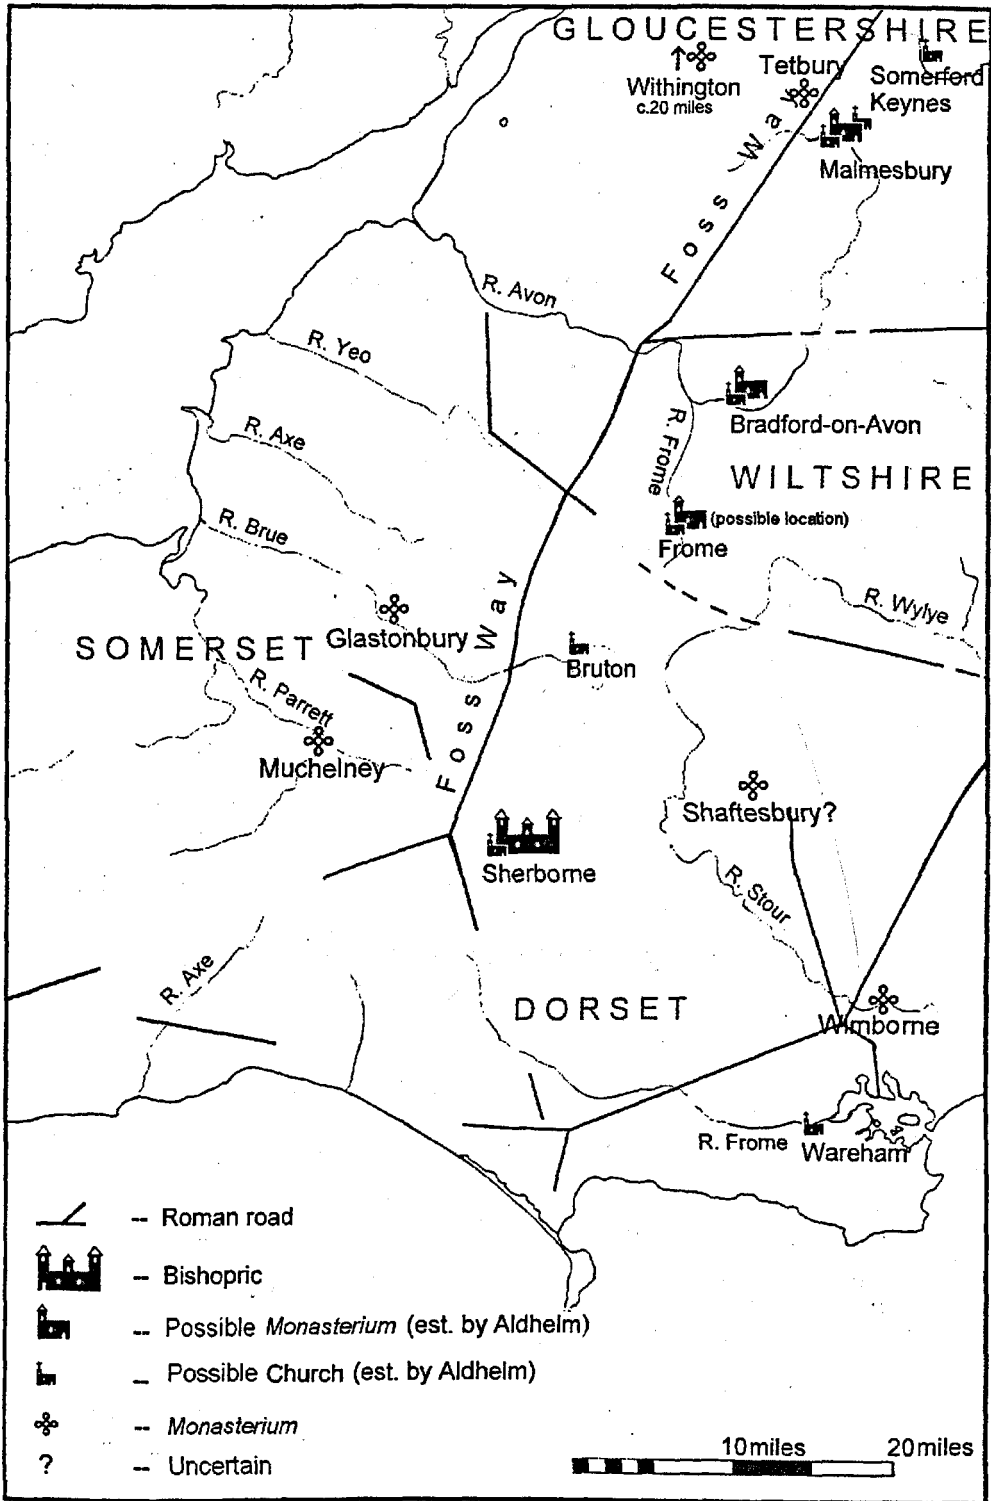 GLOUCESTERSHIRE
Withington
c.20 miles
Tetbury
Somerford
Keynes
Malmesbury
Foss Way
R. Avon
R. Yeo
R. Axe
R. Brue
R. Frome
Bradford-on-Avon
WILTSHIRE
(possible location)
Frome
R. Wylye
Glastonbury
SOMERSET
Foss Way
Bruton
R. Parrett
Muchelney
Shaftesbury?
Sherborne
R. Stour
R. Axe
DORSET
Wimborne
R. Frome
Wareham
-- Roman road
-- Bishopric
-- Possible Monasterium (est. by Aldhelm)
– Possible Church (est. by Aldhelm)
-- Monasterium
? -- Uncertain
10miles 20miles